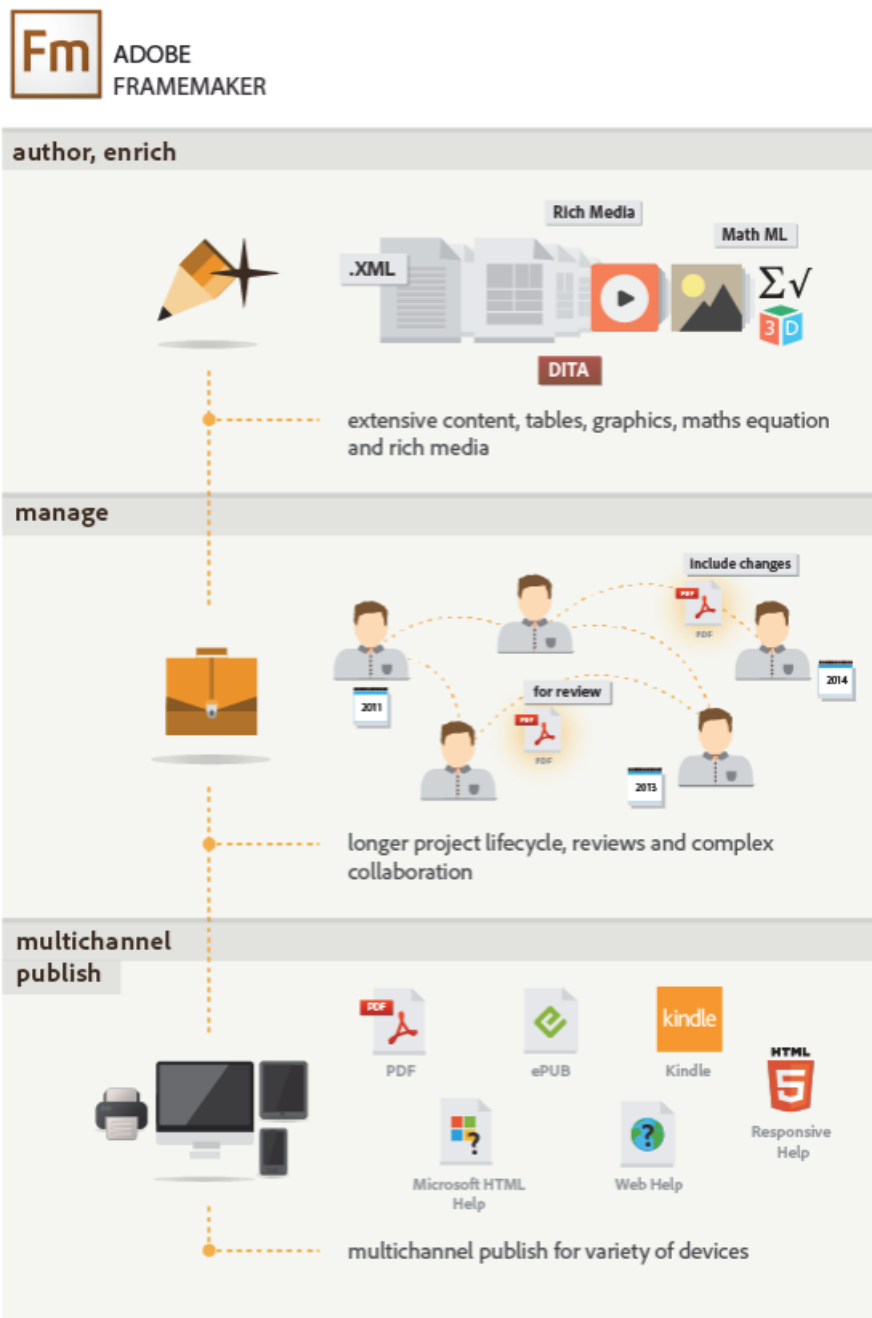 Fm
ADOBE
FRAMEMAKER
author, enrich
Rich Media
Math ML
.XML
Σ√
3D
DITA
extensive content, tables, graphics, maths equation
and rich media
manage
Include changes
PDF
PDF
2014
2011
for review
PDF
PDF
2013
longer project lifecycle, reviews and complex
collaboration
multichannel
publish
PDF
PDF
ePUB
kindle
Kindle
HTML
5
Responsive
Help
?
Microsoft HTML
Help
?
Web Help
multichannel publish for variety of devices